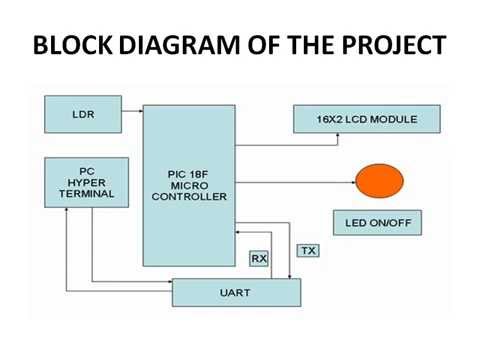 BLOCK DIAGRAM OF THE PROJECT
LDR
16X2 LCD MODULE
PC
HYPER
TERMINAL
PIC 18F
MICRO
CONTROLLER
LED ON/OFF
RX
TX
UART